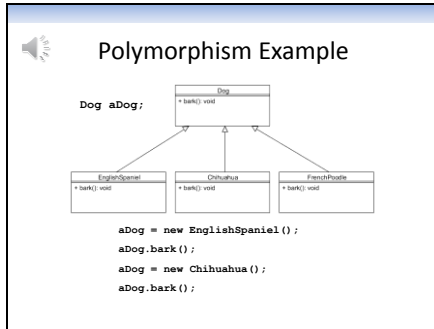 Polymorphism Example
Dog aDog;
Dog
+ bark(): void
EnglishSpaniel
+ bark(): void
Chihuahua
+ bark(): void
FrenchPoodle
+ bark(): void
aDog = new EnglishSpaniel();
aDog.bark();
aDog = new Chihuahua();
aDog.bark();